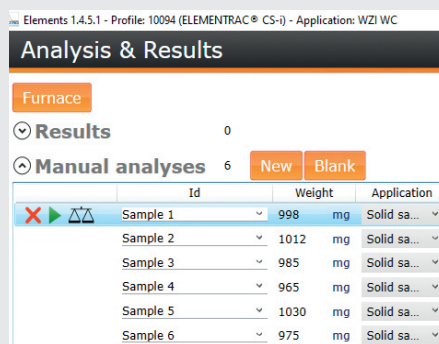 Elements 1.4.5.1 - Profile: 10094 (ELEMENTRAC® CS-i) - Application: WZI WC
Analysis & Results
Furnace
Results 0
Manual analyses 6 New Blank
Id Weight Application
Sample 1 998 mg Solid sa...
Sample 2 1012 mg Solid sa...
Sample 3 985 mg Solid sa...
Sample 4 965 mg Solid sa...
Sample 5 1030 mg Solid sa...
Sample 6 975 mg Solid sa...